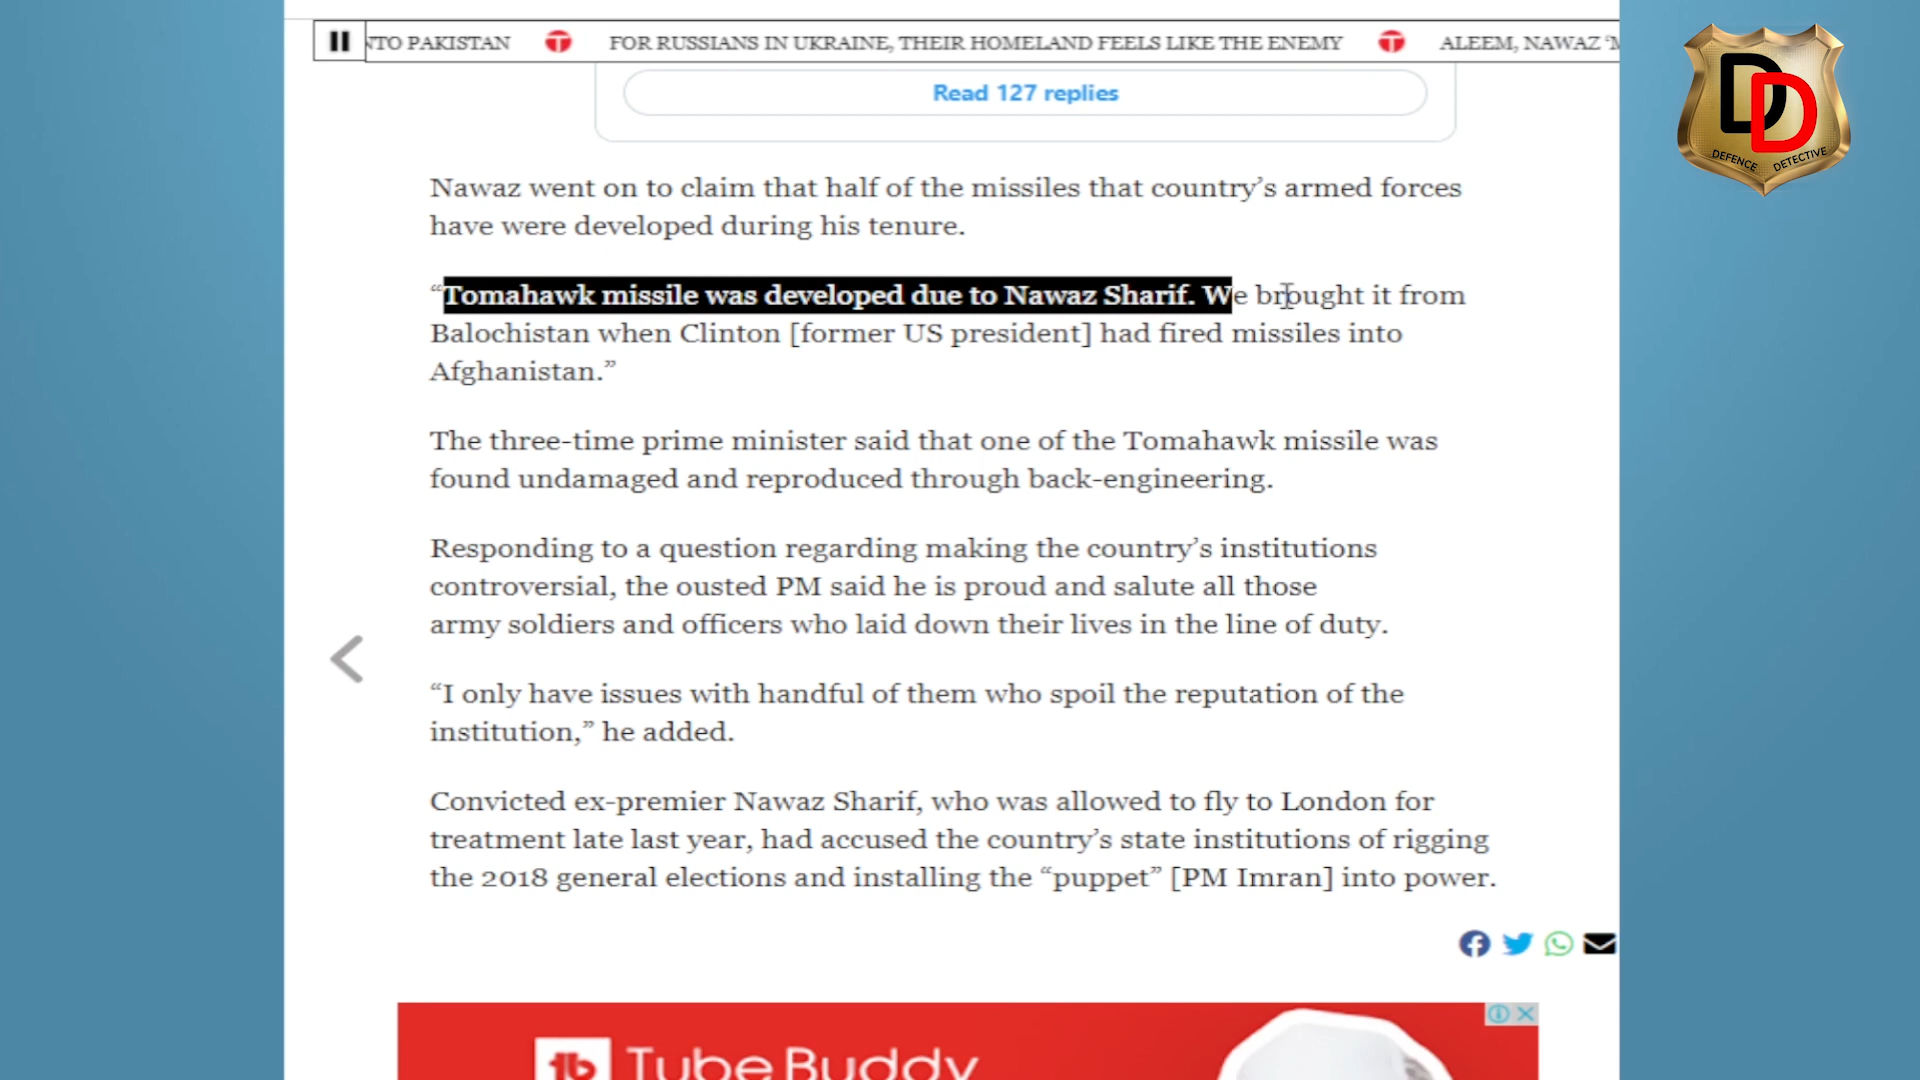 NTO PAKISTAN FOR RUSSIANS IN UKRAINE, THEIR HOMELAND FEELS LIKE THE ENEMY ALEEM, NAWAZ ‘M
DD
DEFENCE DETECTIVE
Read 127 replies
Nawaz went on to claim that half of the missiles that country’s armed forces
have were developed during his tenure.
“Tomahawk missile was developed due to Nawaz Sharif. We brought it from
Balochistan when Clinton [former US president] had fired missiles into
Afghanistan.”
The three-time prime minister said that one of the Tomahawk missile was
found undamaged and reproduced through back-engineering.
Responding to a question regarding making the country’s institutions
controversial, the ousted PM said he is proud and salute all those
army soldiers and officers who laid down their lives in the line of duty.
“I only have issues with handful of them who spoil the reputation of the
institution,” he added.
Convicted ex-premier Nawaz Sharif, who was allowed to fly to London for
treatment late last year, had accused the country’s state institutions of rigging
the 2018 general elections and installing the “puppet” [PM Imran] into power.
tb TubeBuddy